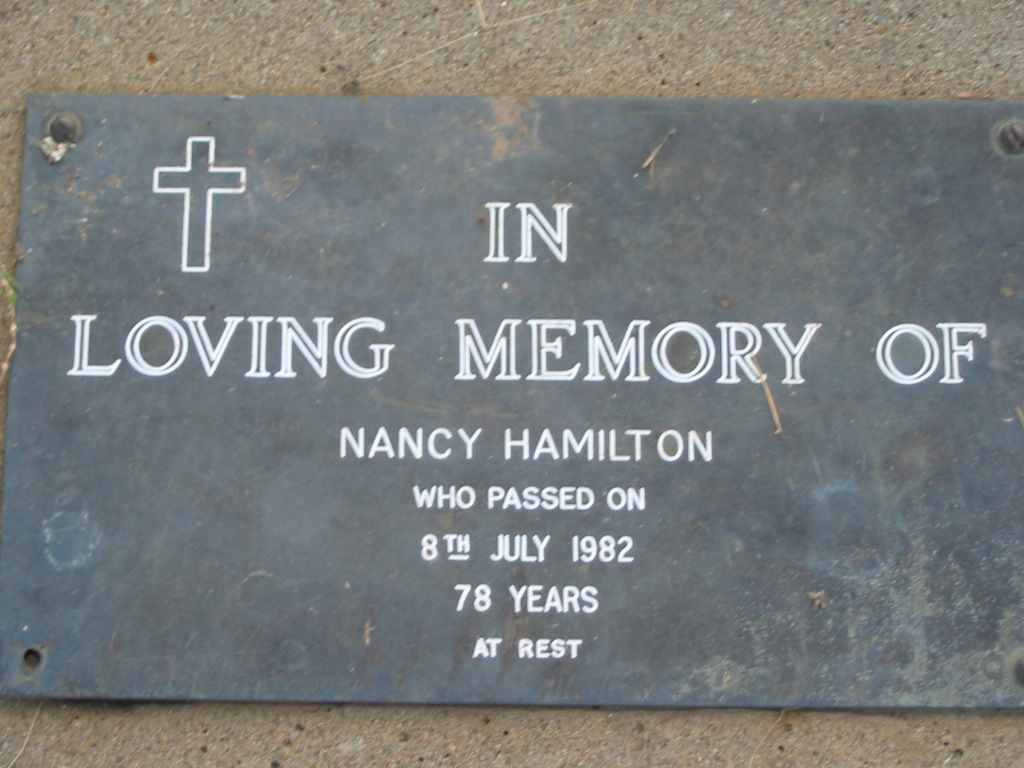 IN
LOVING MEMORY OF
NANCY HAMILTON
WHO PASSED ON
8TH JULY 1982
78 YEARS
AT REST